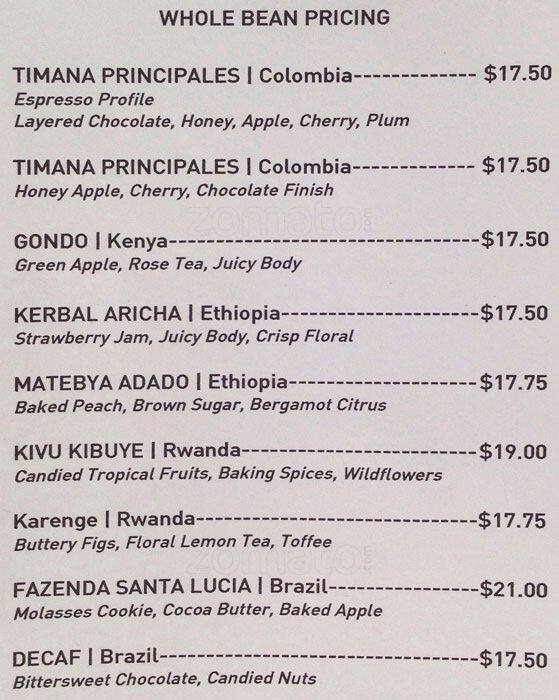 WHOLE BEAN PRICING
TIMANA PRINCIPALES | Colombia------------- $17.50
Espresso Profile
Layered Chocolate, Honey, Apple, Cherry, Plum
TIMANA PRINCIPALES | Colombia------------- $17.50
Honey Apple, Cherry, Chocolate Finish
zomato.com
GONDO | Kenya---------------------------------$17.50
Green Apple, Rose Tea, Juicy Body
KERBAL ARICHA | Ethiopia---------------------$17.50
Strawberry Jam, Juicy Body, Crisp Floral
MATEBYA ADADO | Ethiopia--------------------$17.75
Baked Peach, Brown Sugar, Bergamot Citrus
KIVU KIBUYE | Rwanda-------------------------$19.00
Candied Tropical Fruits, Baking Spices, Wildflowers
Karenge | Rwanda------------------------------$17.75
Buttery Figs, Floral Lemon Tea, Toffee
zomato.com
FAZENDA SANTA LUCIA | Brazil----------------$21.00
Molasses Cookie, Cocoa Butter, Baked Apple
DECAF | Brazil----------------------------------$17.50
Bittersweet Chocolate, Candied Nuts